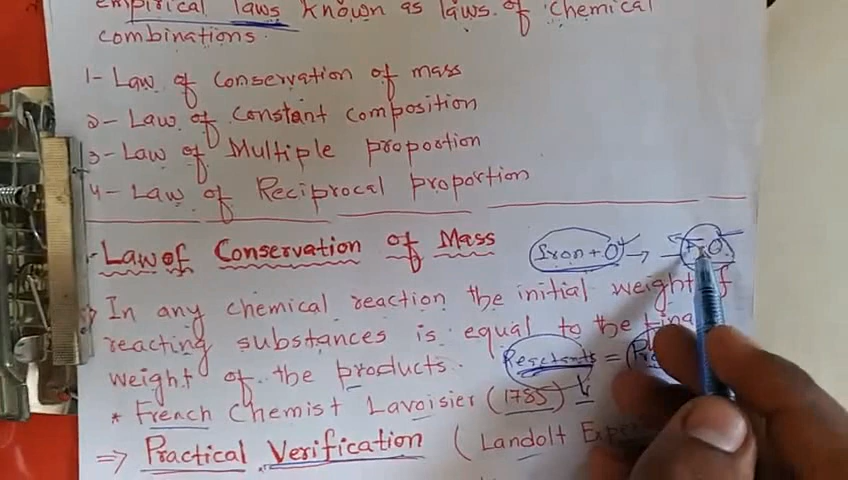 empirical laws known as laws of chemical
combinations.
1- Law of conservation of mass
2- Law of Constant composition
3- Law of Multiple proportion
4- Law of Reciprocal proportion
Law of Conservation of Mass
Iron + O →
In any chemical reaction the initial weight of
reacting substances is equal to the
weight of the products. Reactants =
* French Chemist Lavoisier (1785)
⇒ Practical Verification (Landolt